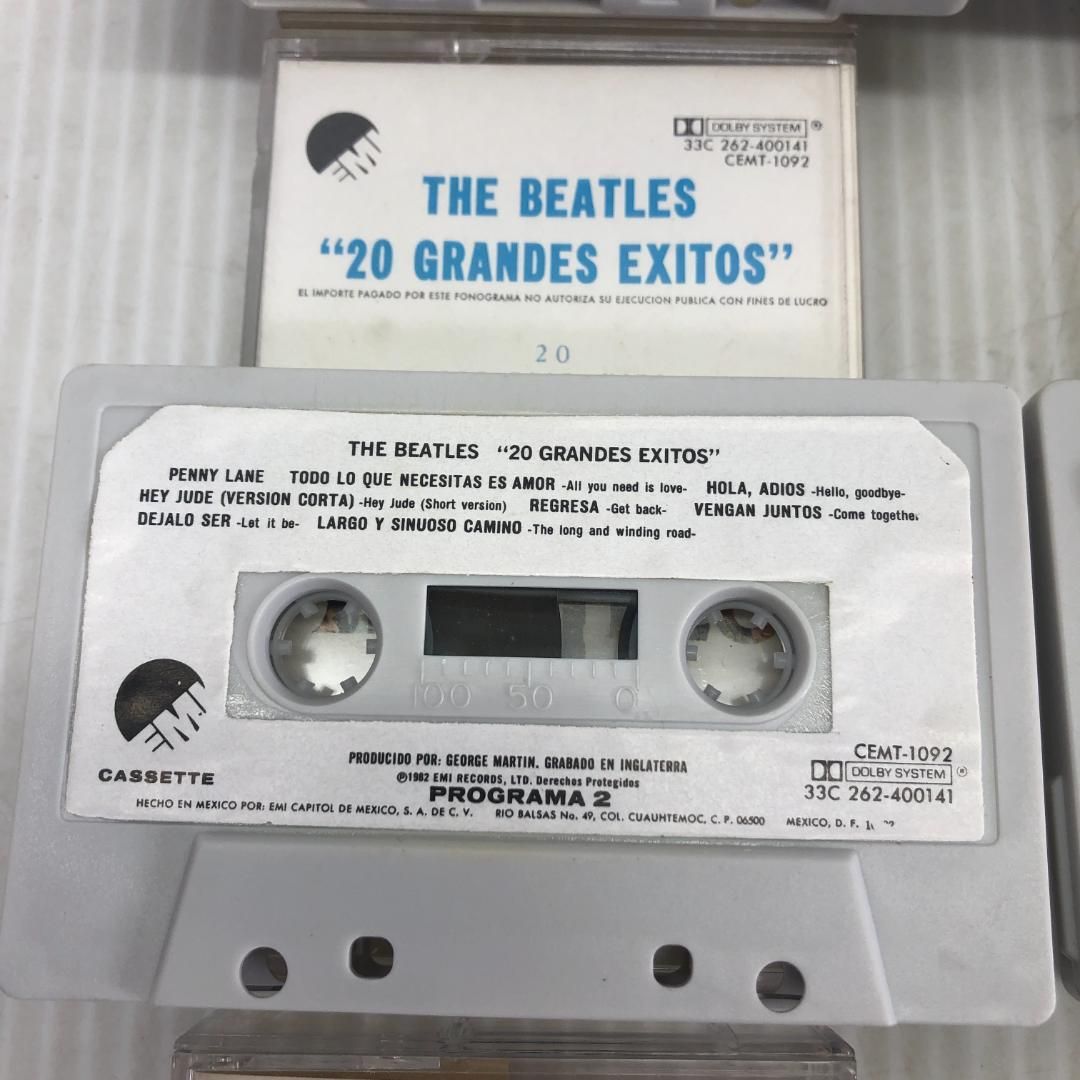 EMI
DOLBY SYSTEM ®
33C 262-400141
CEMT-1092
THE BEATLES
"20 GRANDES EXITOS"
EL IMPORTE PAGADO POR ESTE FONOGRAMA NO AUTORIZA SU EJECUCION PUBLICA CON FINES DE LUCRO
20
THE BEATLES "20 GRANDES EXITOS"
PENNY LANE TODO LO QUE NECESITAS ES AMOR -All you need is love- HOLA, ADIOS -Hello, goodbye-
HEY JUDE (VERSION CORTA) -Hey Jude (Short version) REGRESA -Get back- VENGAN JUNTOS -Come together
DEJALO SER -Let it be- LARGO Y SINUOSO CAMINO -The long and winding road-
100 50 0
EMI
CASSETTE
PRODUCIDO POR: GEORGE MARTIN. GRABADO EN INGLATERRA
℗1982 EMI RECORDS, LTD. Derechos Protegidos
PROGRAMA 2
CEMT-1092
DOLBY SYSTEM ®
33C 262-400141
HECHO EN MEXICO POR: EMI CAPITOL DE MEXICO, S. A. DE C. V. RIO BALSAS No. 49, COL. CUAUHTEMOC, C. P. 06500 MEXICO, D. F.